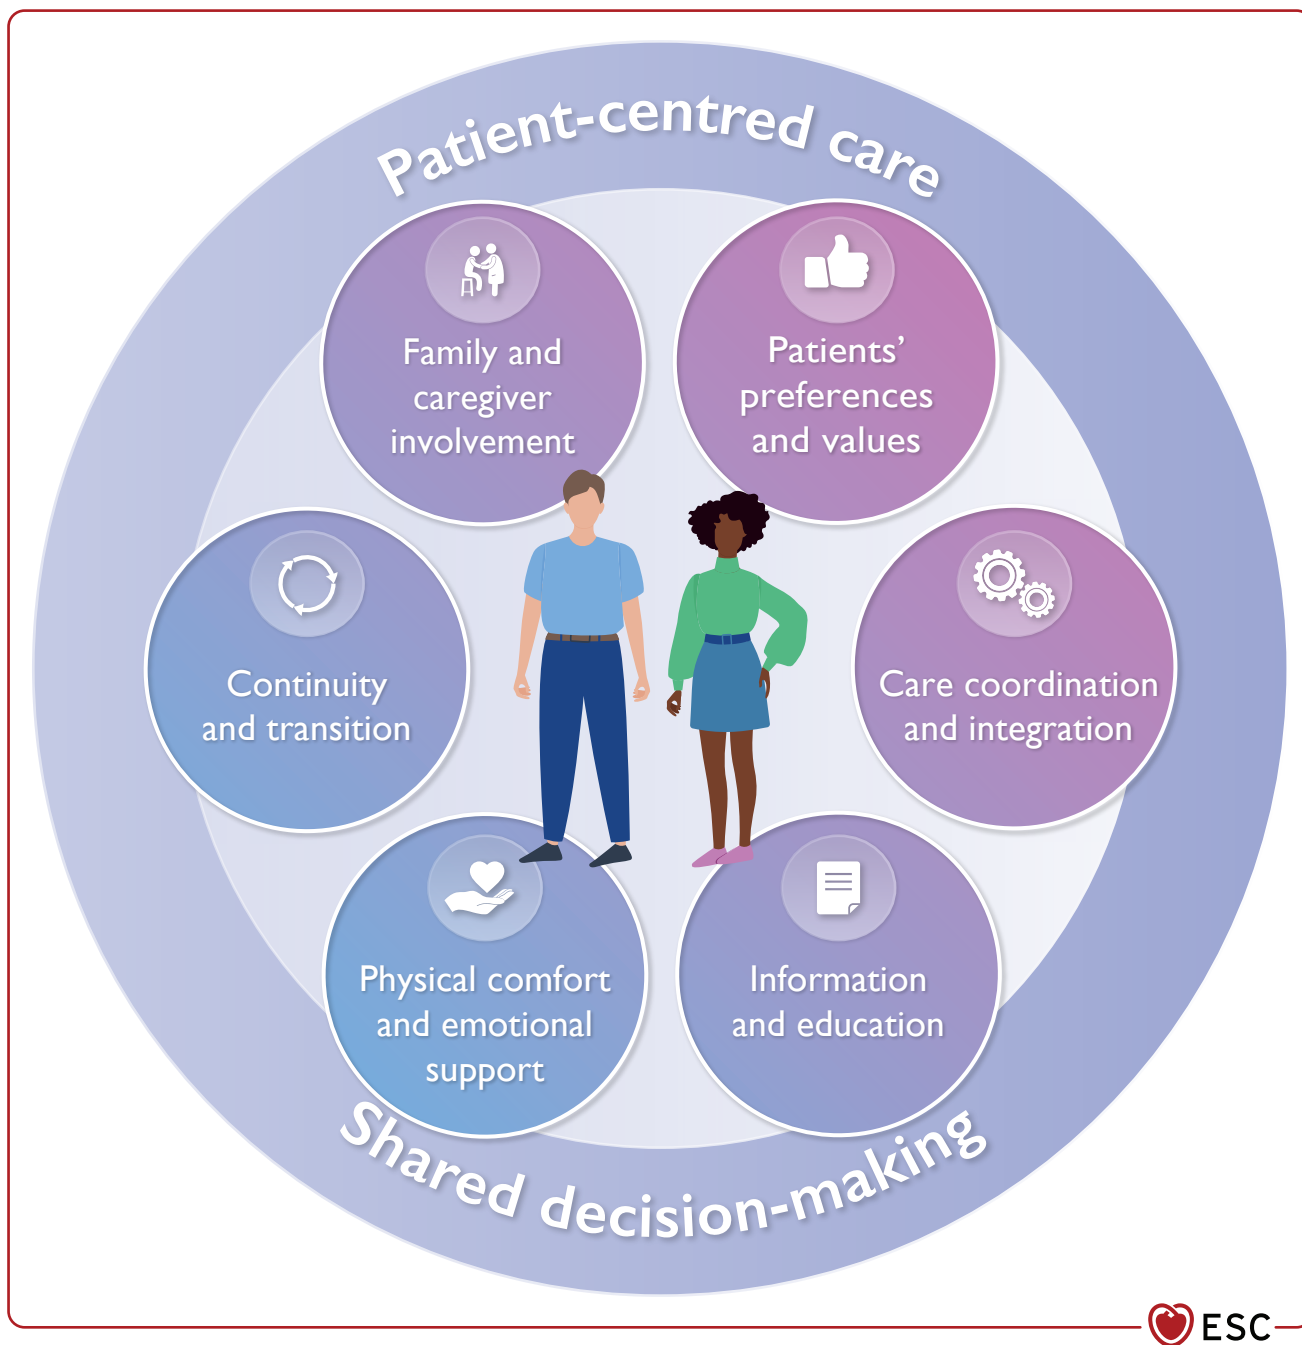 Patient-centred care
Family and
caregiver
involvement
Patients’
preferences
and values
Continuity
and transition
Care coordination
and integration
Physical comfort
and emotional
support
Information
and education
Shared decision-making
ESC